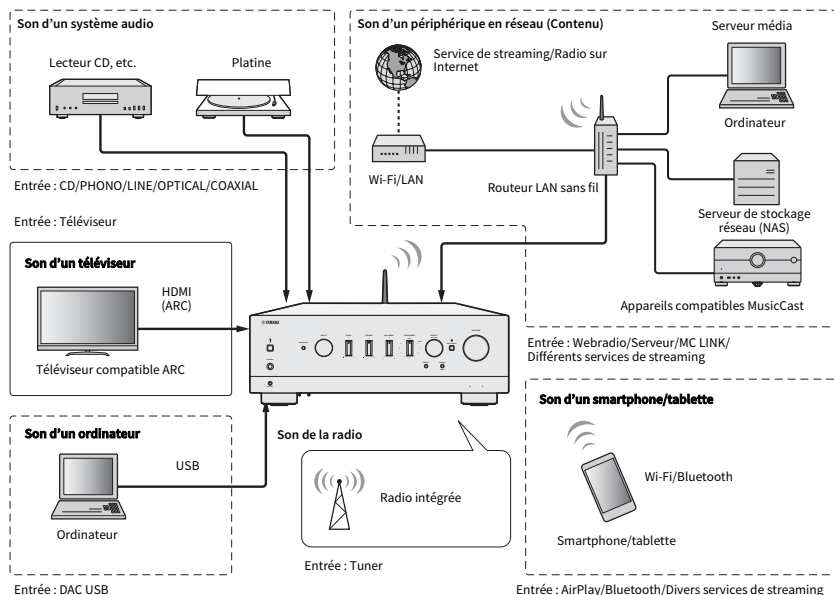 Son d'un système audio
Lecteur CD, etc.
Platine
Entrée : CD/PHONO/LINE/OPTICAL/COAXIAL
Son d'un périphérique en réseau (Contenu)
Service de streaming/Radio sur
Internet
Wi-Fi/LAN
Routeur LAN sans fil
Serveur média
Ordinateur
Serveur de stockage
réseau (NAS)
Appareils compatibles MusicCast
Entrée : Webradio/Serveur/MC LINK/
Différents services de streaming
Entrée : Téléviseur
Son d'un téléviseur
HDMI
(ARC)
Téléviseur compatible ARC
YAMAHA
Son d'un ordinateur
USB
Ordinateur
Entrée : DAC USB
Son de la radio
Radio intégrée
Entrée : Tuner
Son d'un smartphone/tablette
Wi-Fi/Bluetooth
Smartphone/tablette
Entrée : AirPlay/Bluetooth/Divers services de streaming